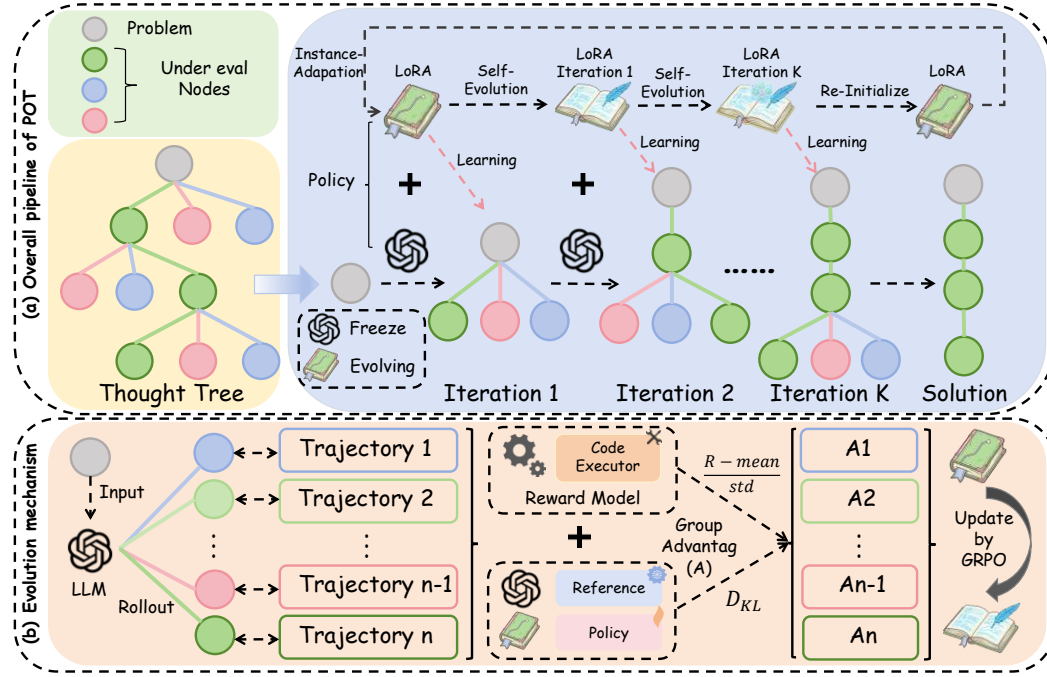 (a) Overall pipeline of POT
Problem
Under eval
Nodes
Thought Tree
Instance-
Adapation
LoRA
Self-
Evolution
LoRA
Iteration 1
Self-
Evolution
LoRA
Iteration K
Re-Initialize
LoRA
Learning
Learning
Learning
Policy
+
+
......
Freeze
Evolving
Iteration 1
Iteration 2
Iteration K
Solution
(b) Evolution mechanism
Input
LLM
Rollout
Trajectory 1
Trajectory 2
⋮
⋮
Trajectory n-1
Trajectory n
Code
Executor
Reward Model
+
Reference
Policy
R − mean
std
Group
Advantag
(A)
D_KL
A1
A2
⋮
An-1
An
Update
by
GRPO